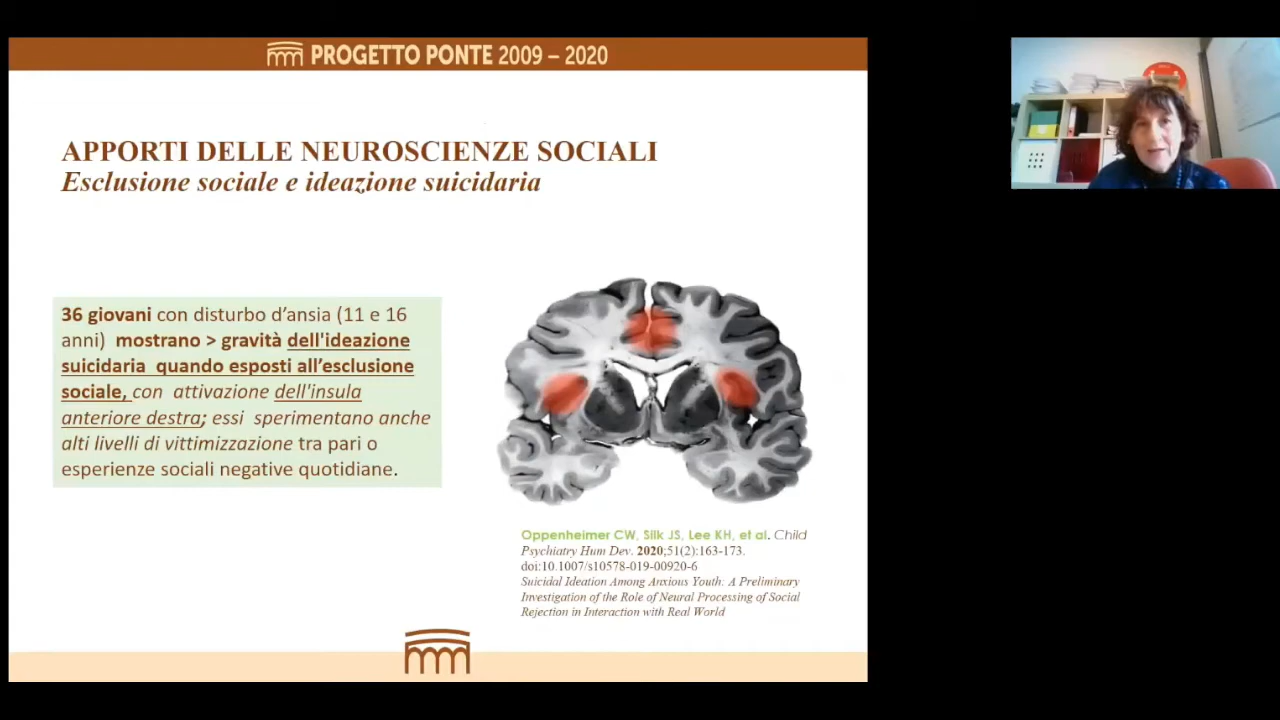 PROGETTO PONTE 2009 – 2020
APPORTI DELLE NEUROSCIENZE SOCIALI
Esclusione sociale e ideazione suicidaria
36 giovani con disturbo d’ansia (11 e 16
anni) mostrano > gravità dell'ideazione
suicidaria quando esposti all’esclusione
sociale, con attivazione dell'insula
anteriore destra; essi sperimentano anche
alti livelli di vittimizzazione tra pari o
esperienze sociali negative quotidiane.
Oppenheimer CW, Silk JS, Lee KH, et al. Child
Psychiatry Hum Dev. 2020;51(2):163-173.
doi:10.1007/s10578-019-00920-6
Suicidal Ideation Among Anxious Youth: A Preliminary
Investigation of the Role of Neural Processing of Social
Rejection in Interaction with Real World